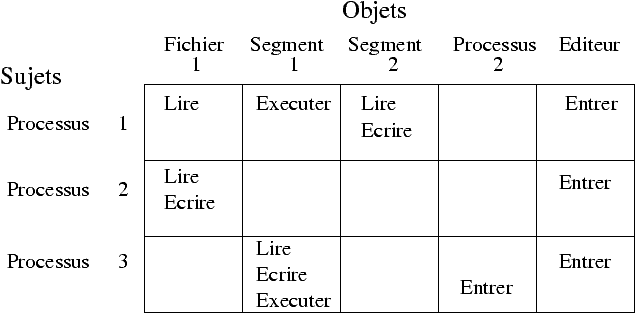 Objets
Fichier Segment Segment Processus Editeur
1 1 2 2
Sujets
Processus 1 Lire Executer Lire Entrer
Ecrire
Processus 2 Lire Entrer
Ecrire
Processus 3 Lire Entrer
Ecrire
Executer Entrer